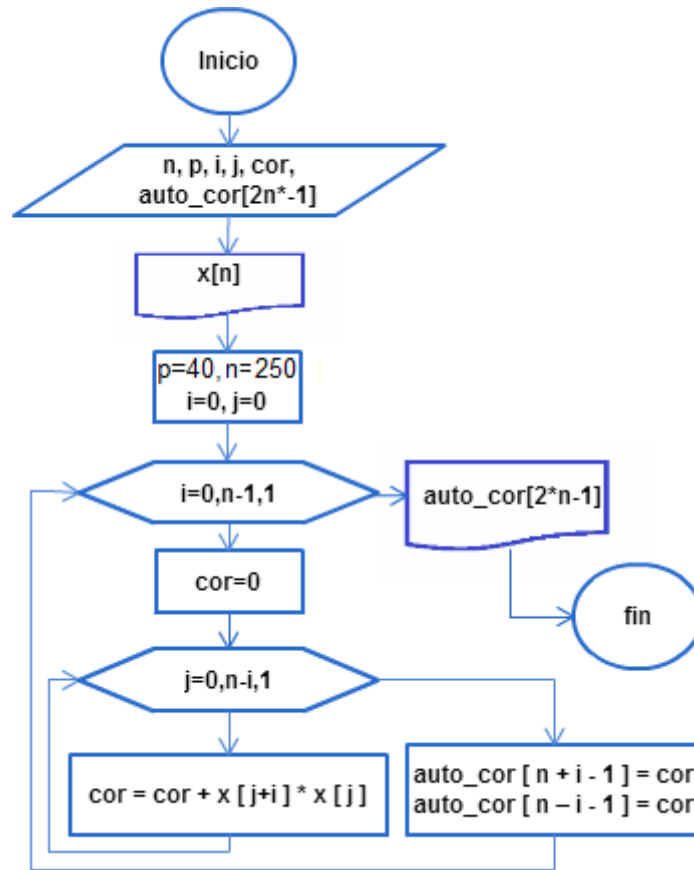 Inicio
n, p, i, j, cor,
auto_cor[2n*-1]
x[n]
p=40, n=250
i=0, j=0
i=0,n-1,1
auto_cor[2*n-1]
cor=0
fin
j=0,n-i,1
cor = cor + x [ j+i ] * x [ j ]
auto_cor [ n + i - 1 ] = cor
auto_cor [ n – i - 1 ] = cor